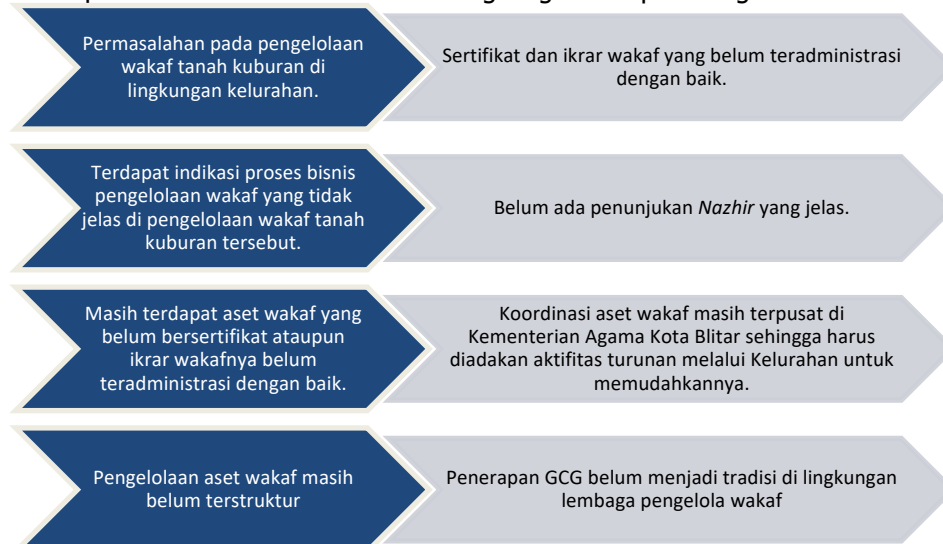 Permasalahan pada pengelolaan
wakaf tanah kuburan di
lingkungan kelurahan.
Sertifikat dan ikrar wakaf yang belum teradministrasi
dengan baik.
Terdapat indikasi proses bisnis
pengelolaan wakaf yang tidak
jelas di pengelolaan wakaf tanah
kuburan tersebut.
Belum ada penunjukan Nazhir yang jelas.
Masih terdapat aset wakaf yang
belum bersertifikat ataupun
ikrar wakafnya belum
teradministrasi dengan baik.
Koordinasi aset wakaf masih terpusat di
Kementerian Agama Kota Blitar sehingga harus
diadakan aktifitas turunan melalui Kelurahan untuk
memudahkannya.
Pengelolaan aset wakaf masih
belum terstruktur
Penerapan GCG belum menjadi tradisi di lingkungan
lembaga pengelola wakaf